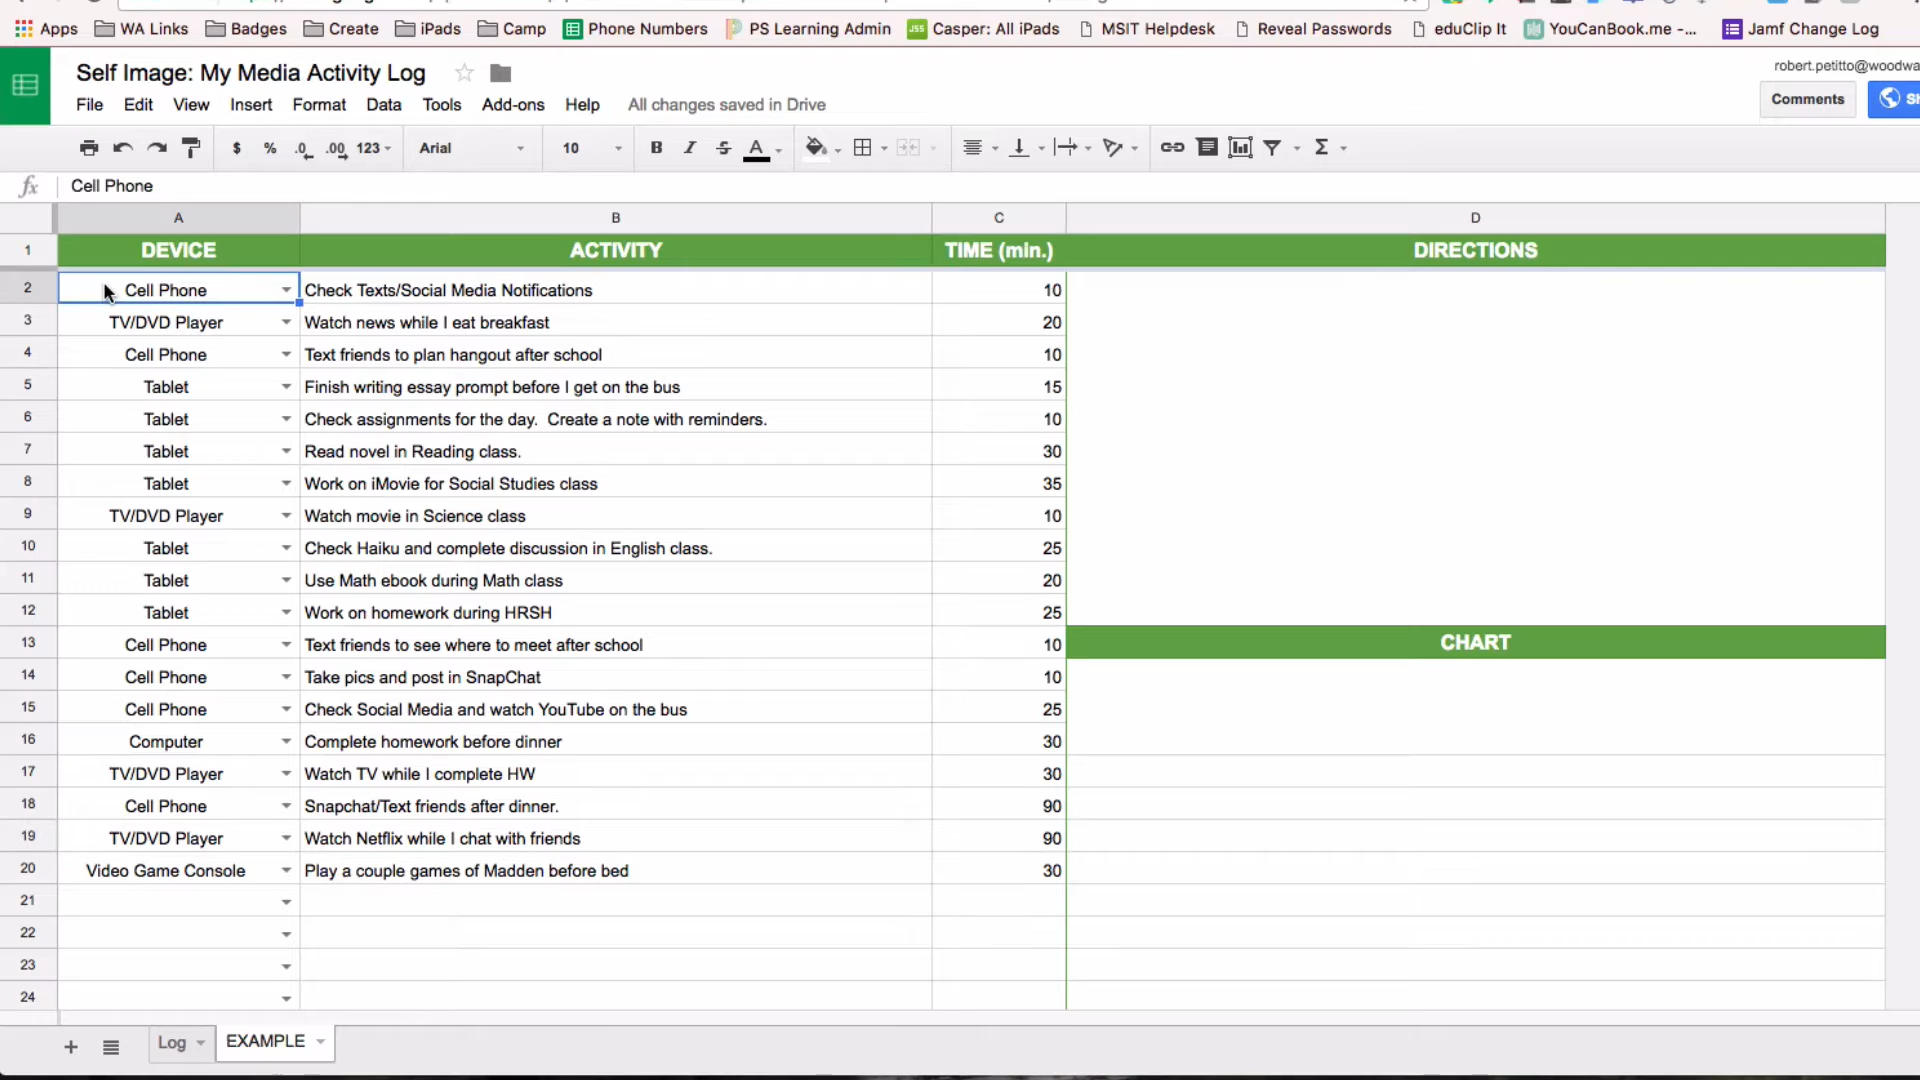 Apps WA Links Badges Create iPads Camp Phone Numbers PS Learning Admin JSS Casper: All iPads MSIT Helpdesk Reveal Passwords eduClip It YouCanBook.me -... Jamf Change Log
Self Image: My Media Activity Log
robert.petitto@woodwa
File Edit View Insert Format Data Tools Add-ons Help All changes saved in Drive
Comments Sh
$ % .0 .00 123 Arial 10 B I S A Σ
fx Cell Phone
A B C D
1 DEVICE ACTIVITY TIME (min.) DIRECTIONS
2 Cell Phone Check Texts/Social Media Notifications 10
3 TV/DVD Player Watch news while I eat breakfast 20
4 Cell Phone Text friends to plan hangout after school 10
5 Tablet Finish writing essay prompt before I get on the bus 15
6 Tablet Check assignments for the day. Create a note with reminders. 10
7 Tablet Read novel in Reading class. 30
8 Tablet Work on iMovie for Social Studies class 35
9 TV/DVD Player Watch movie in Science class 10
10 Tablet Check Haiku and complete discussion in English class. 25
11 Tablet Use Math ebook during Math class 20
12 Tablet Work on homework during HRSH 25
13 Cell Phone Text friends to see where to meet after school 10 CHART
14 Cell Phone Take pics and post in SnapChat 10
15 Cell Phone Check Social Media and watch YouTube on the bus 25
16 Computer Complete homework before dinner 30
17 TV/DVD Player Watch TV while I complete HW 30
18 Cell Phone Snapchat/Text friends after dinner. 90
19 TV/DVD Player Watch Netflix while I chat with friends 90
20 Video Game Console Play a couple games of Madden before bed 30
21
22
23
24
+ Log EXAMPLE